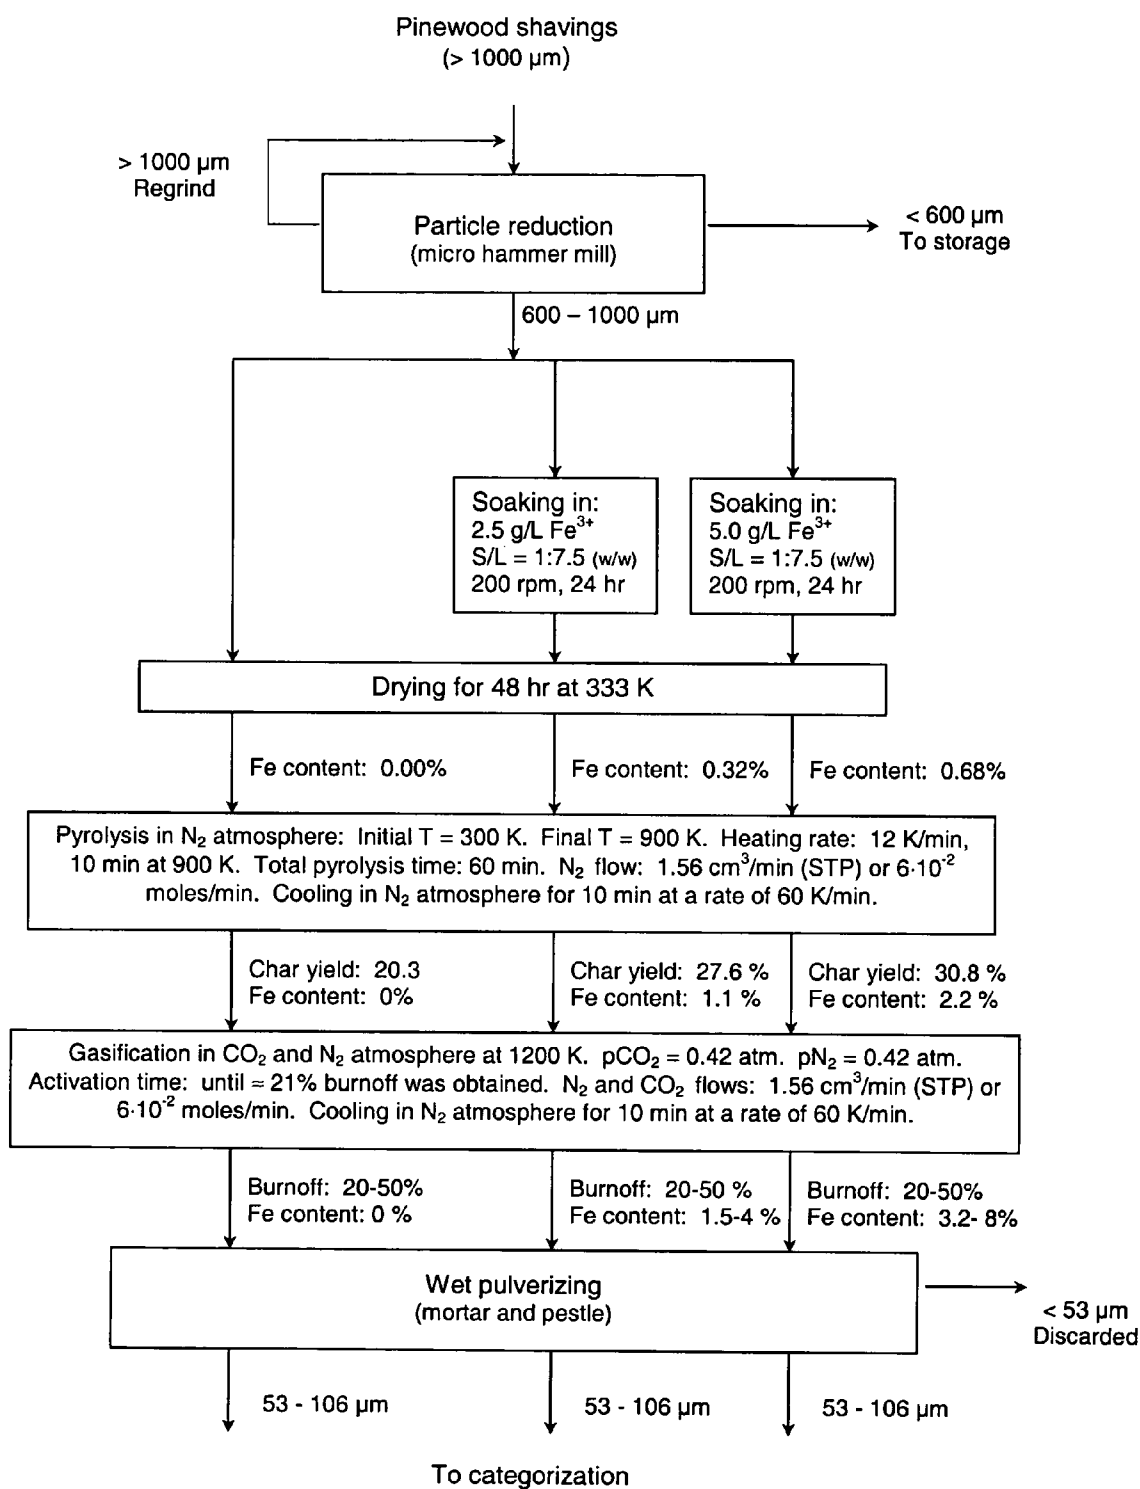 Pinewood shavings
(> 1000 µm)
> 1000 µm
Regrind
Particle reduction
(micro hammer mill)
< 600 µm
To storage
600 – 1000 µm
Soaking in:
2.5 g/L Fe³⁺
S/L = 1:7.5 (w/w)
200 rpm, 24 hr
Soaking in:
5.0 g/L Fe³⁺
S/L = 1:7.5 (w/w)
200 rpm, 24 hr
Drying for 48 hr at 333 K
Fe content: 0.00%
Fe content: 0.32%
Fe content: 0.68%
Pyrolysis in N₂ atmosphere: Initial T = 300 K. Final T = 900 K. Heating rate: 12 K/min,
10 min at 900 K. Total pyrolysis time: 60 min. N₂ flow: 1.56 cm³/min (STP) or 6·10⁻²
moles/min. Cooling in N₂ atmosphere for 10 min at a rate of 60 K/min.
Char yield: 20.3
Fe content: 0%
Char yield: 27.6 %
Fe content: 1.1 %
Char yield: 30.8 %
Fe content: 2.2 %
Gasification in CO₂ and N₂ atmosphere at 1200 K. pCO₂ = 0.42 atm. pN₂ = 0.42 atm.
Activation time: until ≈ 21% burnoff was obtained. N₂ and CO₂ flows: 1.56 cm³/min (STP) or
6·10⁻² moles/min. Cooling in N₂ atmosphere for 10 min at a rate of 60 K/min.
Burnoff: 20-50%
Fe content: 0 %
Burnoff: 20-50 %
Fe content: 1.5-4 %
Burnoff: 20-50%
Fe content: 3.2- 8%
Wet pulverizing
(mortar and pestle)
< 53 µm
Discarded
53 - 106 µm
53 - 106 µm
53 - 106 µm
To categorization